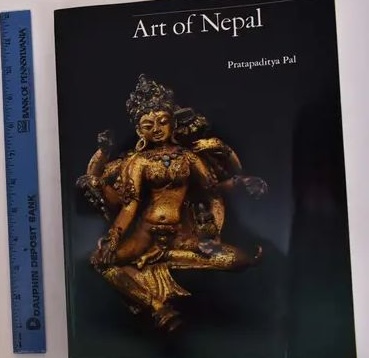 Art of Nepal
Pratapaditya Pal
BANK OF PENNSYLVANIA
DAUPHIN DEPOSIT BANK